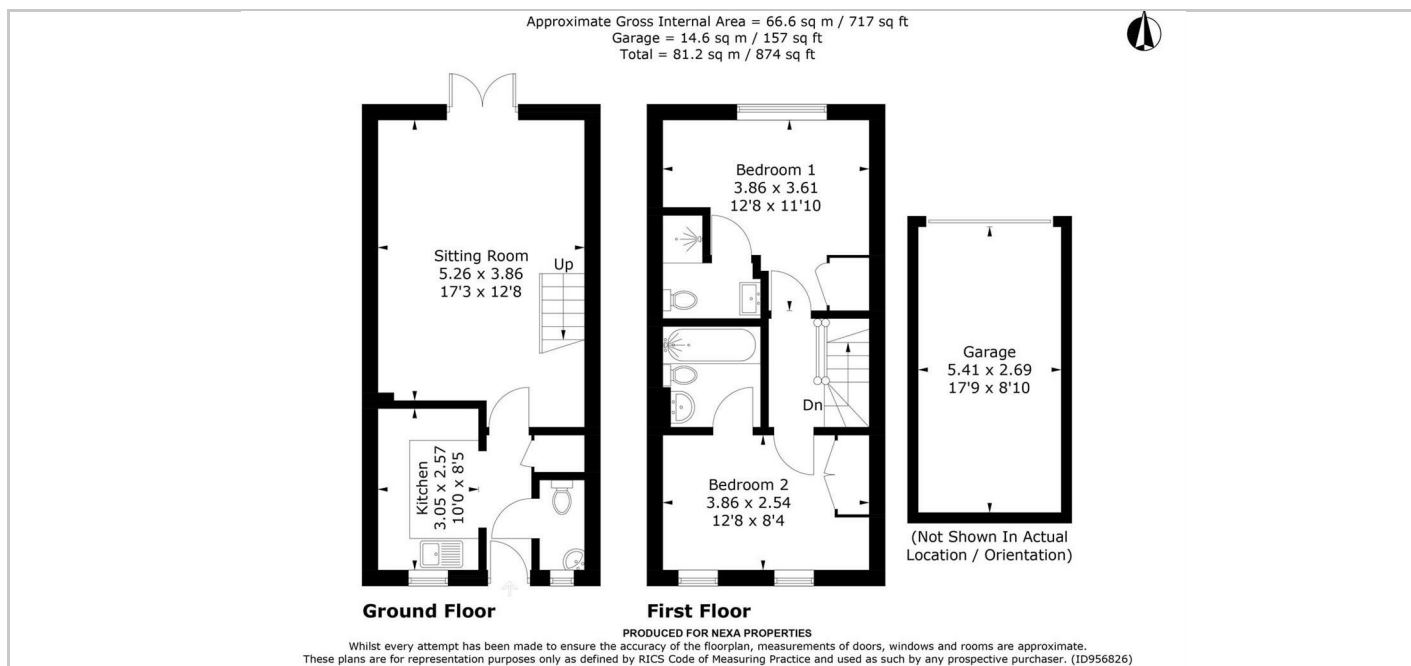 Approximate Gross Internal Area = 66.6 sq m / 717 sq ft
Garage = 14.6 sq m / 157 sq ft
Total = 81.2 sq m / 874 sq ft
Sitting Room
5.26 x 3.86
17'3 x 12'8
Up
Kitchen
3.05 x 2.57
10'0 x 8'5
Ground Floor
Bedroom 1
3.86 x 3.61
12'8 x 11'10
Dn
Bedroom 2
3.86 x 2.54
12'8 x 8'4
First Floor
Garage
5.41 x 2.69
17'9 x 8'10
(Not Shown In Actual
Location / Orientation)
PRODUCED FOR NEXA PROPERTIES
Whilst every attempt has been made to ensure the accuracy of the floorplan, measurements of doors, windows and rooms are approximate.
These plans are for representation purposes only as defined by RICS Code of Measuring Practice and used as such by any prospective purchaser. (ID956826)